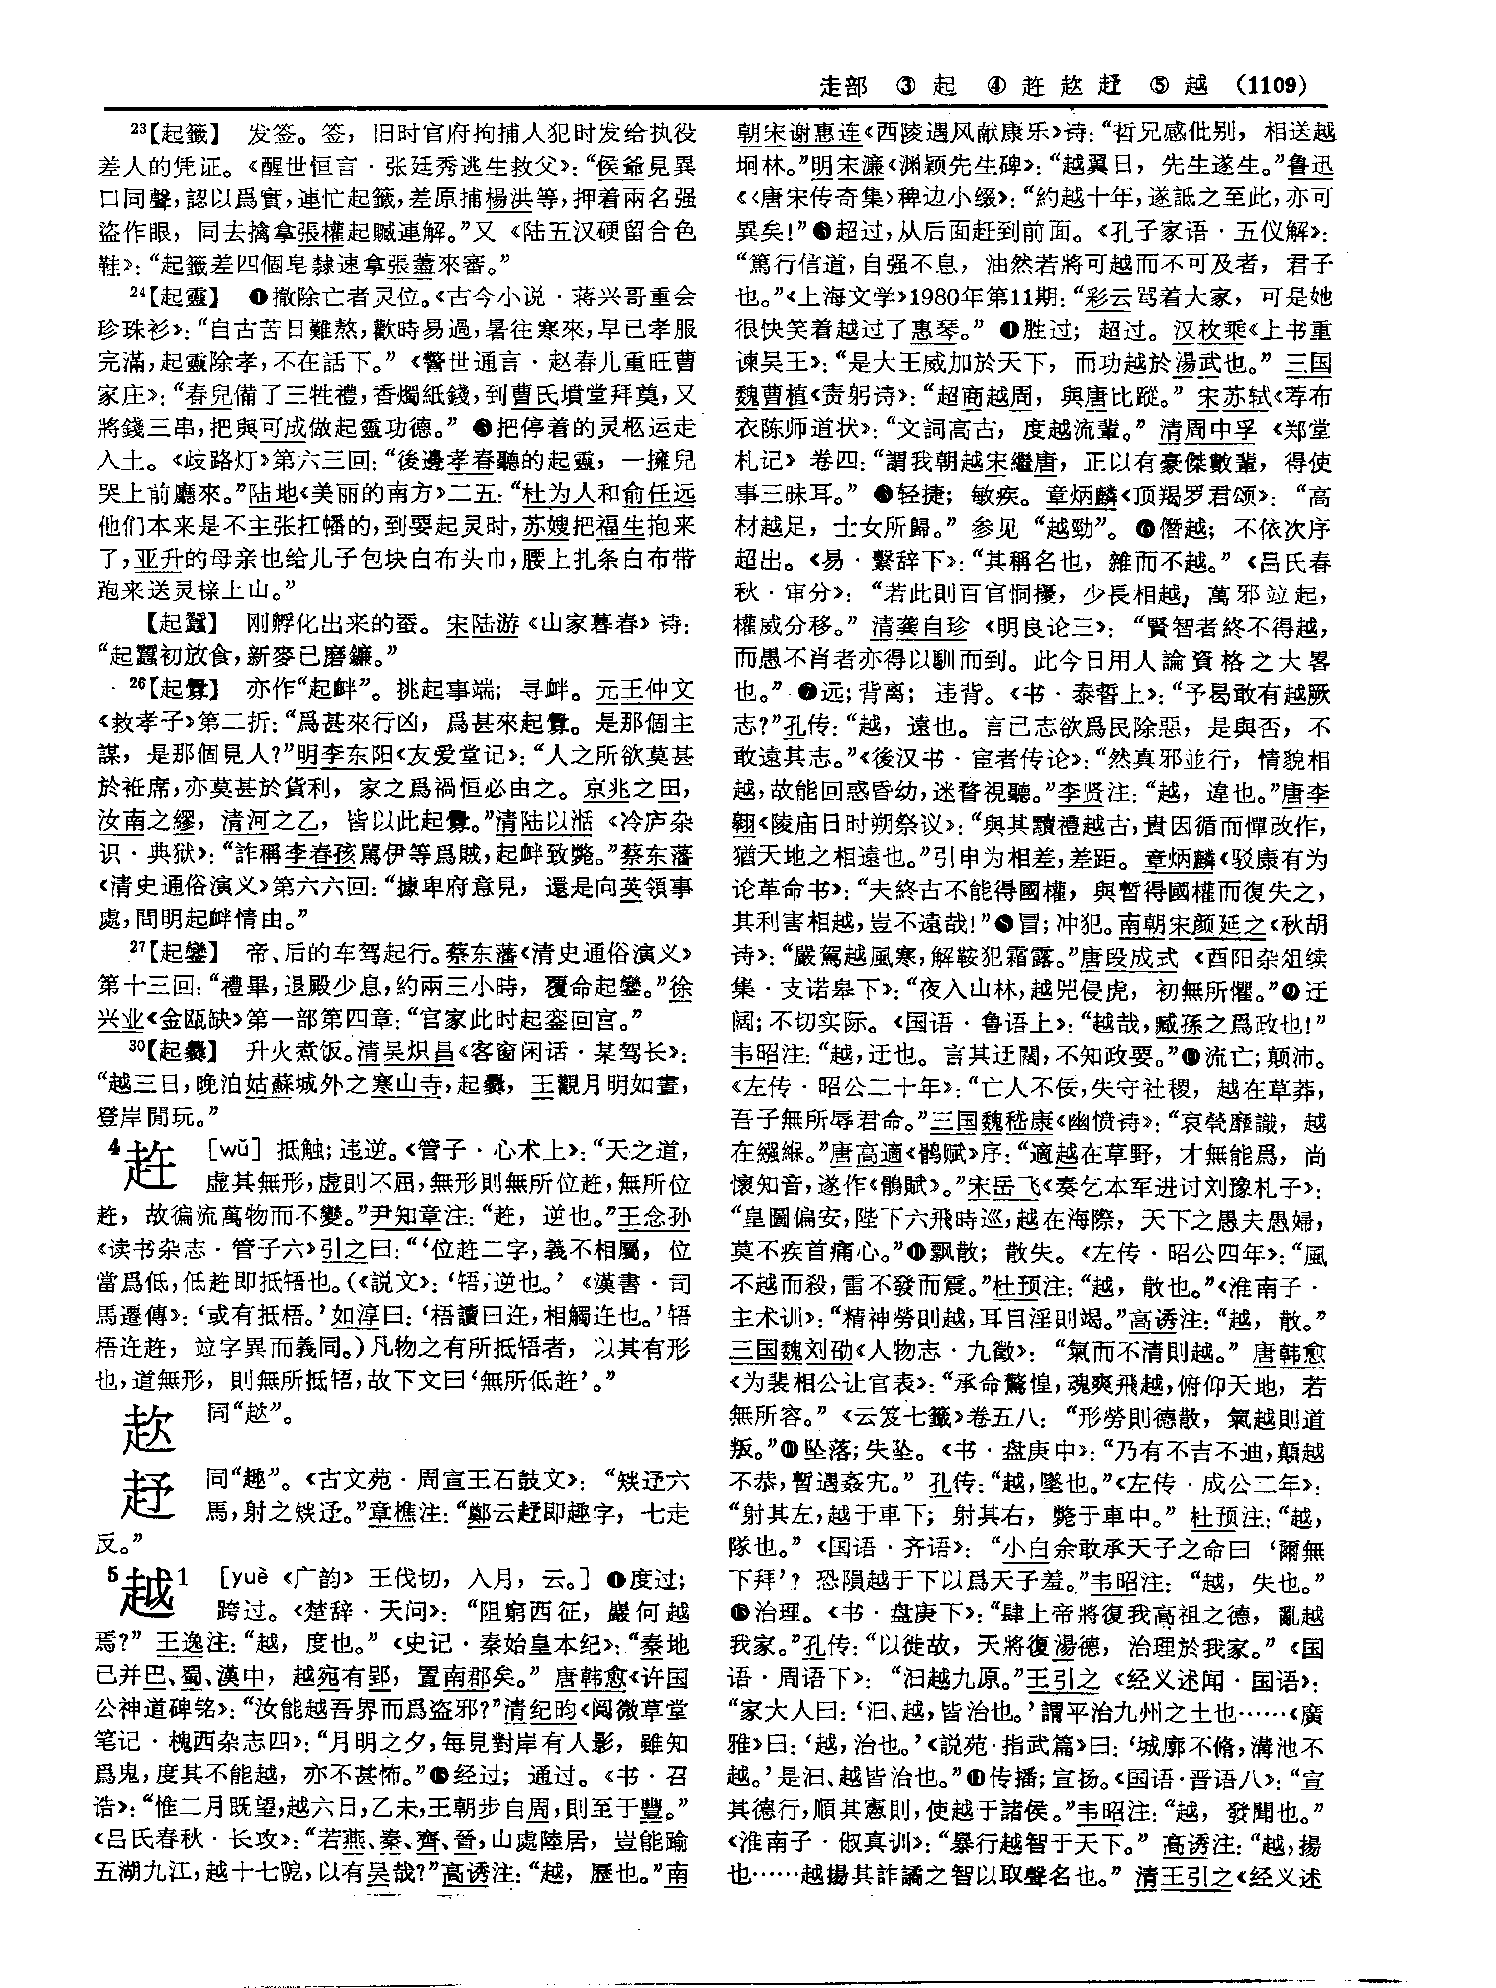 走部 ③ 起 ④ 趀 赼 赶 ⑤ 越 (1109)
²³【起籤】 发签。签，旧时官府拘捕人犯时发给执役
差人的凭证。《醒世恒言·张廷秀逃生救父》：“侯爺見異
口同聲，認以爲實，連忙起籤，差原捕楊洪等，押着兩名强
盗作眼，同去擒拿張權起贓連解。”又《陆五汉硬留合色
鞋》：“起籤差四個皂隸速拿張藎來審。”
²⁴【起靈】 ❶撤除亡者灵位。《古今小说·蒋兴哥重会
珍珠衫》：“自古苦日難熬，歡時易過，暑往寒來，早已孝服
完滿，起靈除孝，不在話下。”《警世通言·赵春儿重旺曹
家庄》：“春兒備了三牲禮，香燭紙錢，到曹氏墳堂拜奠，又
將錢三串，把與可成做起靈功德。” ❷把停着的灵柩运走
入土。《歧路灯》第六三回：“後邊孝眷聽的起靈，一擁兒
哭上前廳來。”陆地《美丽的南方》二五：“杜为人和俞任远
他们本来是不主张扛幡的，到要起灵时，苏嫂把福生抱来
了，亚升的母亲也给儿子包块白布头巾，腰上扎条白布带
跑来送灵榇上山。”
【起蠶】 刚孵化出来的蚕。宋陆游《山家暮春》诗：
“起蠶初放食，新麥已磨鐮。”
²⁶【起釁】 亦作“起衅”。挑起事端；寻衅。元王仲文
《救孝子》第二折：“爲甚來行凶，爲甚來起釁。是那個主
謀，是那個見人？”明李东阳《友爱堂记》：“人之所欲莫甚
於袵席，亦莫甚於貨利，家之爲禍恒必由之。京兆之田，
汝南之繆，清河之乙，皆以此起釁。”清陆以湉《冷庐杂
识·典狱》：“詐稱李春孩罵伊等爲賊，起衅致斃。”蔡东藩
《清史通俗演义》第六六回：“據卑府意見，還是向英領事
處，問明起衅情由。”
²⁷【起鑾】 帝、后的车驾起行。蔡东藩《清史通俗演义》
第十三回：“禮畢，退殿少息，約兩三小時，覆命起鑾。”徐
兴业《金瓯缺》第一部第四章：“官家此时起銮回宫。”
³⁰【起爨】 升火煮饭。清吴炽昌《客窗闲话·某驾长》：
“越三日，晚泊姑蘇城外之寒山寺，起爨，王觀月明如晝，
登岸閒玩。”
⁴ [wǔ] 抵触；违逆。《管子·心术上》：“天之道，
虚其無形，虚則不屈，無形則無所位𧺷，無所位
𧺷，故徧流萬物而不變。”尹知章注：“𧺷，逆也。”王念孙
《读书杂志·管子六》引之曰：“‘位𧺷二字，義不相屬，位
當爲低，低𧺷即抵牾也。（《説文》：‘牾，逆也。’《漢書·司
馬遷傳》：‘或有抵梧。’如淳曰：‘梧讀曰迕，相觸迕也。’牾
梧迕𧺷，竝字異而義同。）凡物之有所抵牾者，以其有形
也，道無形，則無所抵牾，故下文曰‘無所低𧺷’。”
同“趑”。
同“趣”。《古文苑·周宣王石鼓文》：
馬，射之 章樵注：“鄭云 即趣字，七走
反。”
⁵ 越1 [yuè《广韵》王伐切，入月，云。] ❶度过；
跨过。《楚辞·天问》：“阻窮西征，巖何越
焉？”王逸注：“越，度也。”《史记·秦始皇本纪》：“秦地
已并巴、蜀、漢中，越宛有郢，置南郡矣。”唐韩愈《许国
公神道碑铭》：“汝能越吾界而爲盗邪？”清纪昀《阅微草堂
笔记·槐西杂志四》：“月明之夕，每見對岸有人影，雖知
爲鬼，度其不能越，亦不甚怖。”❷经过；通过。《书·召
诰》：“惟二月既望，越六日，乙未，王朝步自周，則至于豐。”
《吕氏春秋·长攻》：“若燕、秦、齊、晉，山處陸居，豈能踰
五湖九江，越十七阨，以有吴哉？”高诱注：“越，歷也。”南
朝宋谢惠连《西陵遇风献康乐》诗：“哲兄感仳别，相送越
坰林。”明宋濂《渊颖先生碑》：“越翼日，先生遂生。”鲁迅
《〈唐宋传奇集〉稗边小缀》：“約越十年，遂詆之至此，亦可
異矣！”❸超过，从后面赶到前面。《孔子家语·五仪解》：
“篤行信道，自强不息，油然若將可越而不可及者，君子
也。”《上海文学》1980年第11期：“彩云骂着大家，可是她
很快笑着越过了惠琴。” ❹胜过；超过。汉枚乘《上书重
谏吴王》：“是大王威加於天下，而功越於湯武也。” 三国
魏曹植《责躬诗》：“超商越周，與唐比蹤。” 宋苏轼《荐布
衣陈师道状》：“文詞高古，度越流輩。” 清周中孚《郑堂
札记》卷四：“謂我朝越宋繼唐，正以有豪傑數輩，得使
事三昧耳。” ❺轻捷；敏疾。章炳麟《顶羯罗君颂》：“高
材越足，士女所歸。”参见“越勁”。❻僭越；不依次序
超出。《易·繫辞下》：“其稱名也，雜而不越。”《吕氏春
秋·审分》：“若此則百官恫擾，少長相越，萬邪竝起，
權威分移。” 清龚自珍《明良论三》：“賢智者終不得越，
而愚不肖者亦得以馴而到。此今日用人論資格之大畧
也。”❼远；背离；违背。《书·泰誓上》：“予曷敢有越厥
志？”孔传：“越，遠也。言己志欲爲民除惡，是與否，不
敢遠其志。”《後汉书·宦者传论》：“然真邪並行，情貌相
越，故能回惑昏幼，迷瞀視聽。”李贤注：“越，違也。”唐李
翱《陵庙日时朔祭议》：“與其黷禮越古，貴因循而憚改作，
猶天地之相遠也。”引申为相差，差距。章炳麟《驳康有为
论革命书》：“夫終古不能得國權，與暫得國權而復失之，
其利害相越，豈不遠哉！”❽冒；冲犯。南朝宋颜延之《秋胡
诗》：“嚴駕越風寒，解鞍犯霜露。”唐段成式《酉阳杂俎续
集·支诺皋下》：“夜入山林，越兕侵虎，初無所懼。”❾迂
阔；不切实际。《国语·鲁语上》：“越哉，臧孫之爲政也！”
韦昭注：“越，迂也。言其迂闊，不知政要。”❿流亡；颠沛。
《左传·昭公二十年》：“亡人不佞，失守社稷，越在草莽，
吾子無所辱君命。”三国魏嵇康《幽愤诗》：“哀煢靡識，越
在繈緥。”唐高適《鹘赋》序：“適越在草野，才無能爲，尚
懷知音，遂作《鶻賦》。”宋岳飞《奏乞本军进讨刘豫札子》：
“皇圖偏安，陛下六飛時巡，越在海際，天下之愚夫愚婦，
莫不疾首痛心。”⓫飘散；散失。《左传·昭公四年》：“風
不越而殺，雷不發而震。”杜预注：“越，散也。”《淮南子·
主术训》：“精神勞則越，耳目淫則竭。”高诱注：“越，散。”
三国魏刘劭《人物志·九徵》：“氣而不清則越。” 唐韩愈
《为裴相公让官表》：“承命驚惶，魂爽飛越，俯仰天地，若
無所容。”《云笈七籤》卷五八：“形勞則德散，氣越則道
叛。”⓬坠落；失坠。《书·盘庚中》：“乃有不吉不迪，顛越
不恭，暫遇姦宄。” 孔传：“越，墜也。”《左传·成公二年》：
“射其左，越于車下；射其右，斃于車中。” 杜预注：“越，
隊也。”《国语·齐语》：“小白余敢承天子之命曰‘爾無
下拜’？恐隕越于下以爲天子羞。”韦昭注：“越，失也。”
⓭治理。《书·盘庚下》：“肆上帝將復我高祖之德，亂越
我家。”孔传：“以徙故，天將復湯德，治理於我家。”《国
语·周语下》：“汩越九原。”王引之《经义述闻·国语》：
“家大人曰：‘汩、越，皆治也。’謂平治九州之土也……《廣
雅》曰：‘越，治也。’《説苑·指武篇》曰：‘城廓不脩，溝池不
越。’是汩、越皆治也。”⓮传播；宣扬。《国语·晋语八》：“宣
其德行，順其憲則，使越于諸侯。”韦昭注：“越，發聞也。”
《淮南子·俶真训》：“暴行越智于天下。” 高诱注：“越，揚
也……越揚其詐譎之智以取聲名也。” 清王引之《经义述